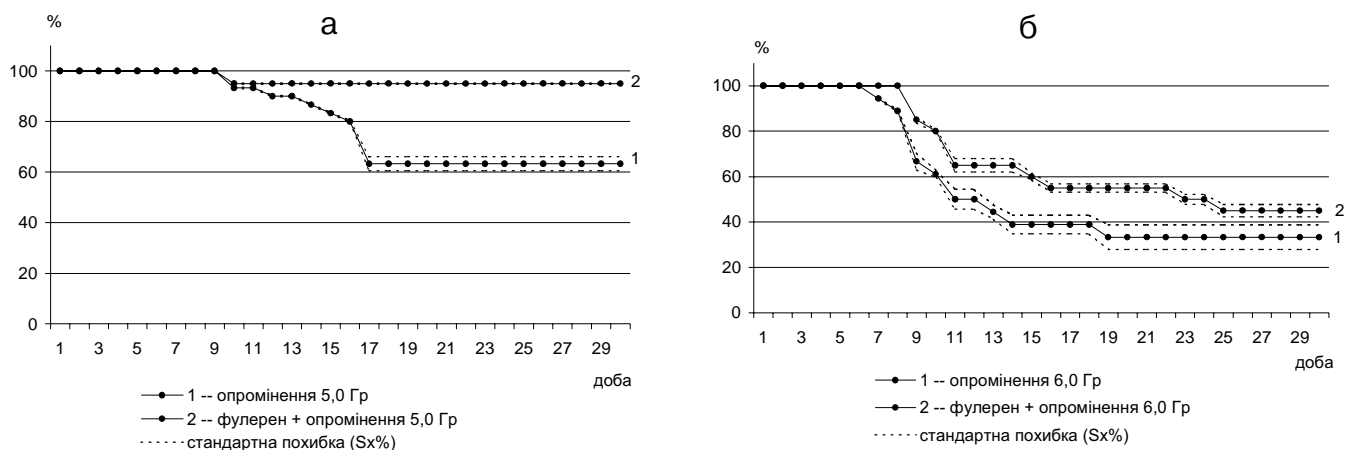 а
%
100
80
60
40
20
0
2
1
1 3 5 7 9 11 13 15 17 19 21 23 25 27 29
доба
1 -- опромінення 5,0 Гр
2 -- фулерен + опромінення 5,0 Гр
стандартна похибка (Sx%)
б
%
100
80
60
40
20
0
2
1
1 3 5 7 9 11 13 15 17 19 21 23 25 27 29
доба
1 -- опромінення 6,0 Гр
2 -- фулерен + опромінення 6,0 Гр
стандартна похибка (Sx%)